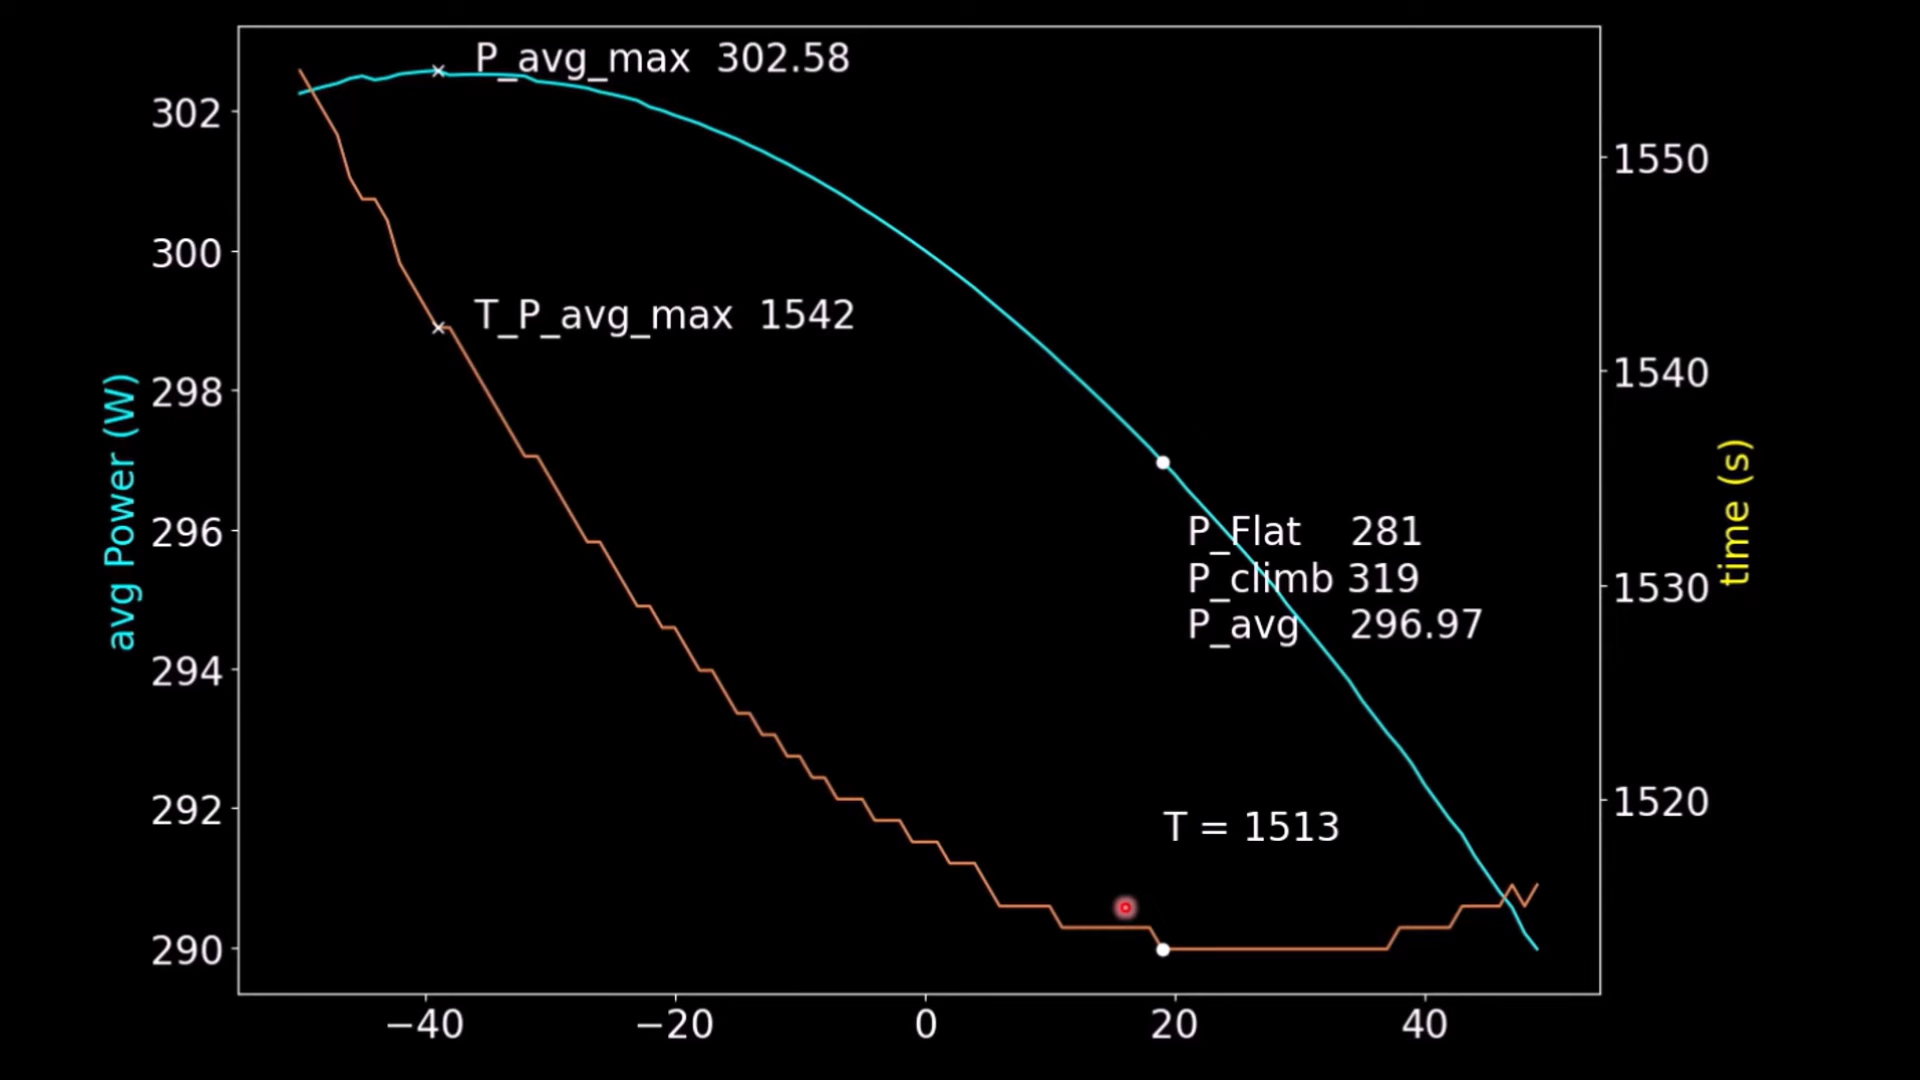 P_avg_max 302.58
302
300
298
296
294
292
290
avg Power (W)
T_P_avg_max 1542
P_Flat 281
P_climb 319
P_avg 296.97
T = 1513
1550
1540
1530
1520
time (s)
−40
−20
0
20
40